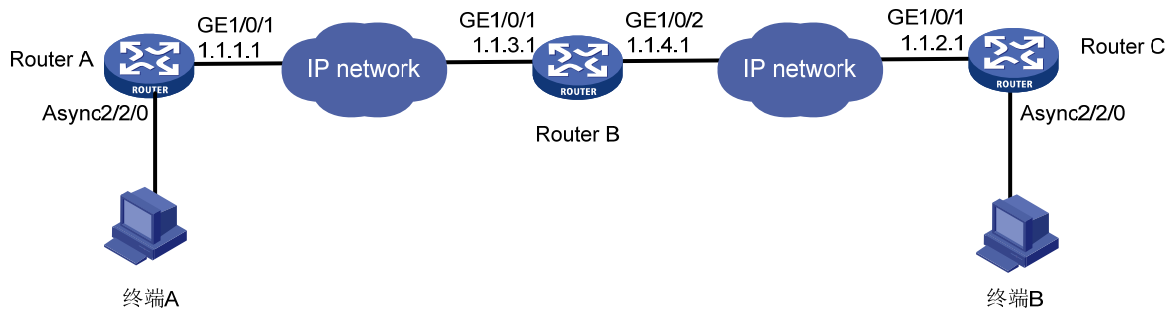 GE1/0/1
1.1.1.1
Router A
ROUTER
Async2/2/0
IP network
GE1/0/1
1.1.3.1
ROUTER
Router B
GE1/0/2
1.1.4.1
IP network
GE1/0/1
1.1.2.1
ROUTER
Router C
Async2/2/0
终端A
终端B